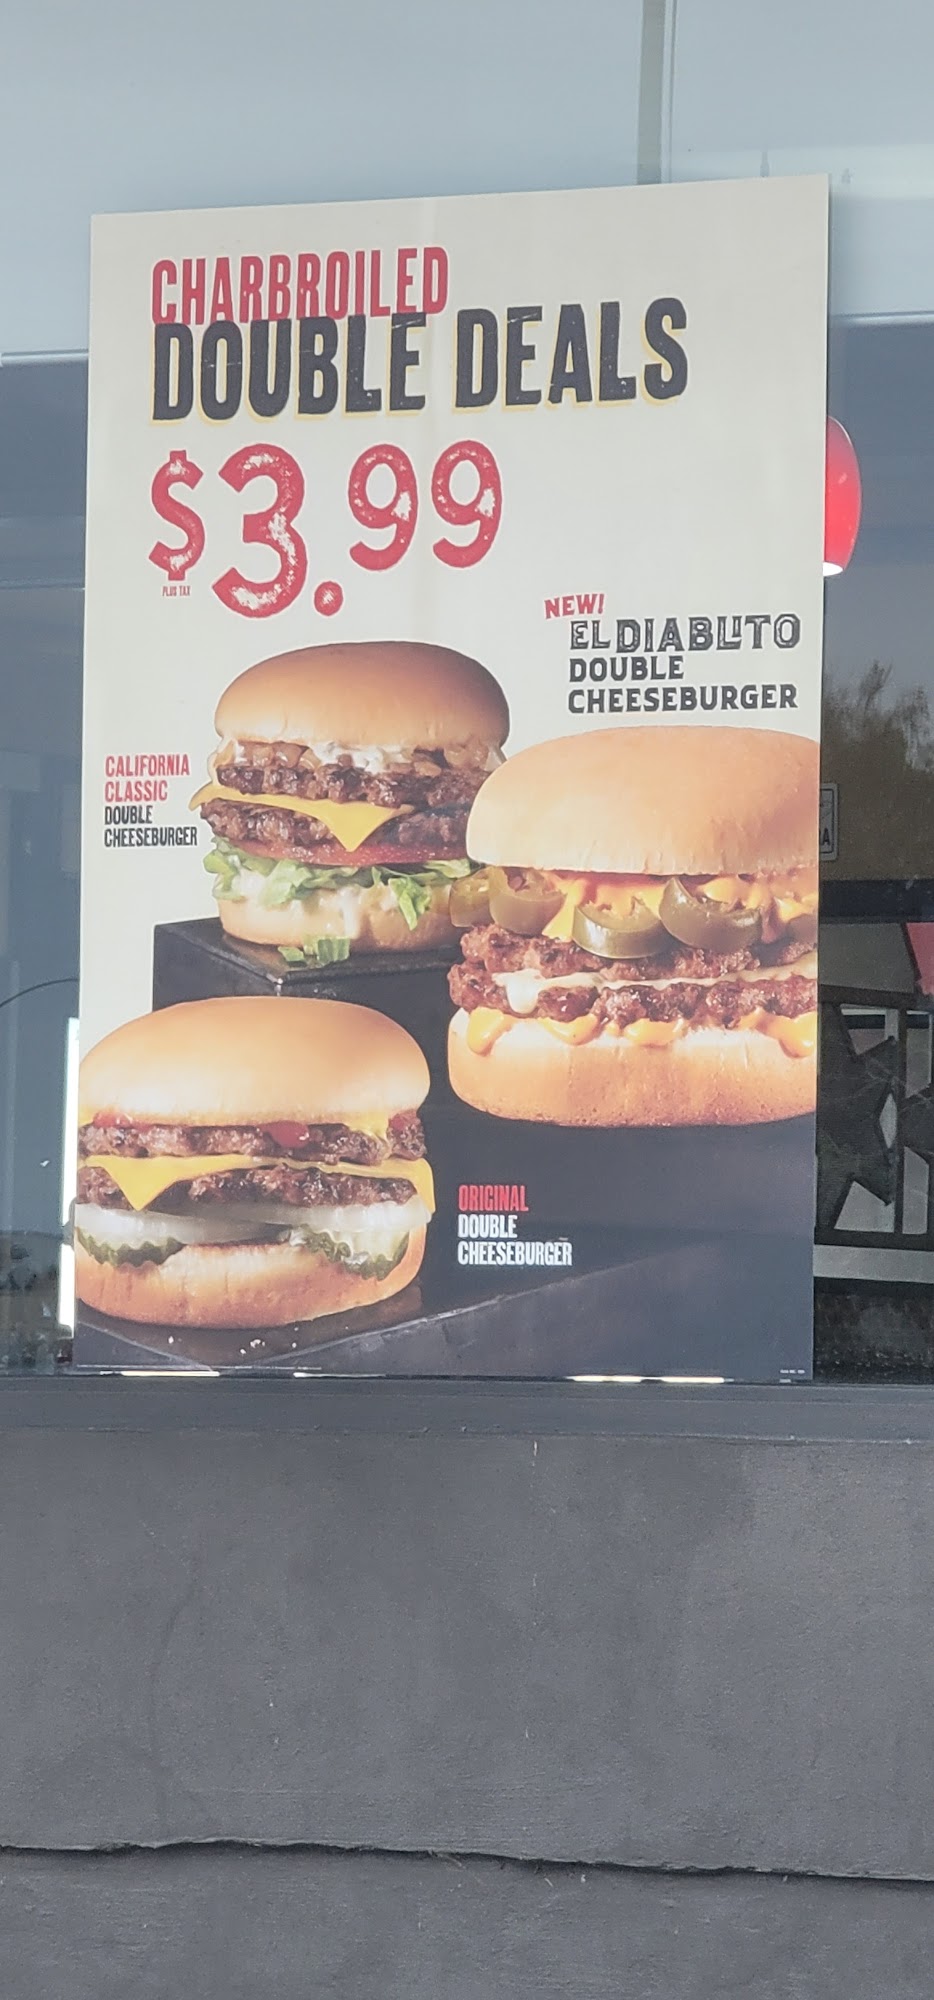 CHARBROILED
DOUBLE DEALS
$3.99
PLUS TAX
NEW!
EL DIABLITO
DOUBLE
CHEESEBURGER
CALIFORNIA
CLASSIC
DOUBLE
CHEESEBURGER
ORIGINAL
DOUBLE
CHEESEBURGER